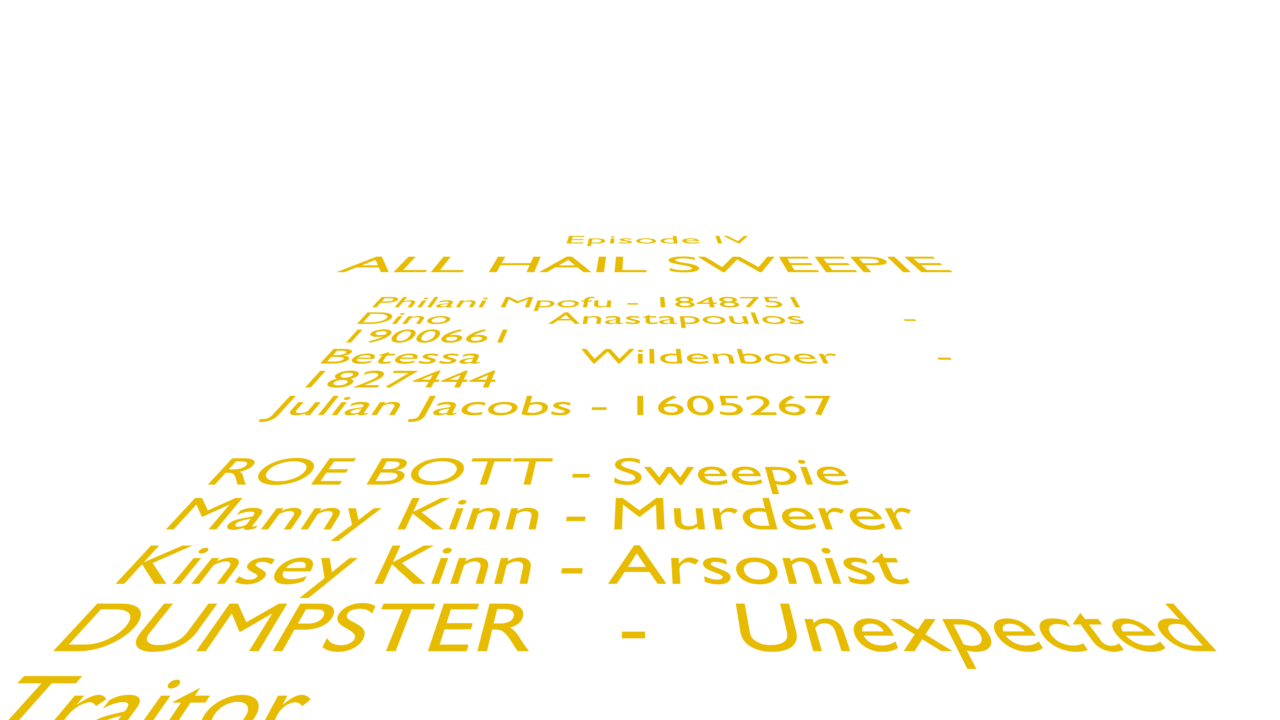 Episode IV
ALL HAIL SWEEPIE
Philani Mpofu - 1848751
Dino Anastapoulos -
1900661
Betessa Wildenboer -
1827444
Julian Jacobs - 1605267
ROE BOTT - Sweepie
Manny Kinn - Murderer
Kinsey Kinn - Arsonist
DUMPSTER - Unexpected
Traitor